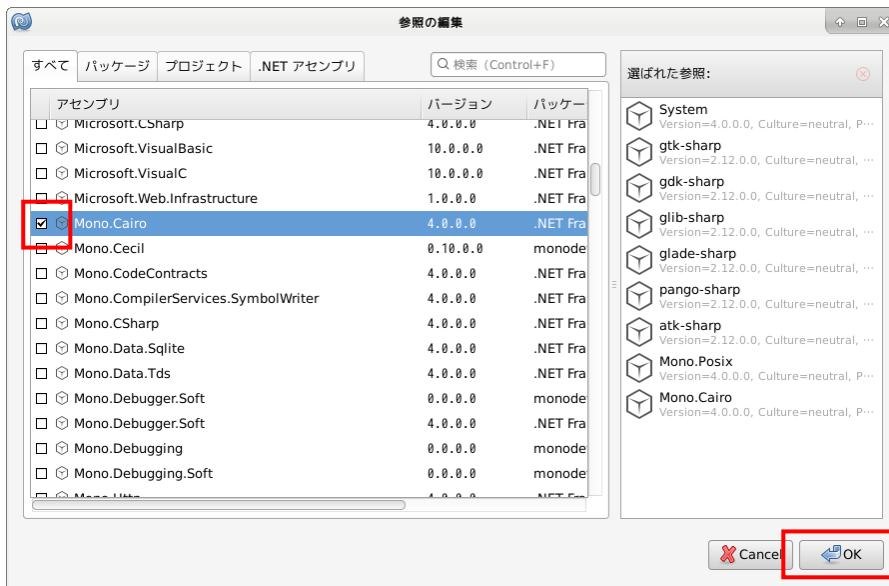 参照の編集
すべて パッケージ プロジェクト .NET アセンブリ 検索 (Control+F)
アセンブリ バージョン パッケー
Microsoft.CSharp 4.0.0.0 .NET Fra
Microsoft.VisualBasic 10.0.0.0 .NET Fra
Microsoft.VisualC 10.0.0.0 .NET Fra
Microsoft.Web.Infrastructure 1.0.0.0 .NET Fra
Mono.Cairo 4.0.0.0 .NET Fra
Mono.Cecil 0.10.0.0 monode
Mono.CodeContracts 4.0.0.0 .NET Fra
Mono.CompilerServices.SymbolWriter 4.0.0.0 .NET Fra
Mono.CSharp 4.0.0.0 .NET Fra
Mono.Data.Sqlite 4.0.0.0 .NET Fra
Mono.Data.Tds 4.0.0.0 .NET Fra
Mono.Debugger.Soft 0.0.0.0 monode
Mono.Debugger.Soft 4.0.0.0 .NET Fra
Mono.Debugging 0.0.0.0 monode
Mono.Debugging.Soft 0.0.0.0 monode
Mono.Http 4.0.0.0 .NET Fra
選ばれた参照:
System
Version=4.0.0.0, Culture=neutral, P…
gtk-sharp
Version=2.12.0.0, Culture=neutral, …
gdk-sharp
Version=2.12.0.0, Culture=neutral, …
glib-sharp
Version=2.12.0.0, Culture=neutral, …
glade-sharp
Version=2.12.0.0, Culture=neutral, …
pango-sharp
Version=2.12.0.0, Culture=neutral, …
atk-sharp
Version=2.12.0.0, Culture=neutral, …
Mono.Posix
Version=4.0.0.0, Culture=neutral, P…
Mono.Cairo
Version=4.0.0.0, Culture=neutral, P…
Cancel OK